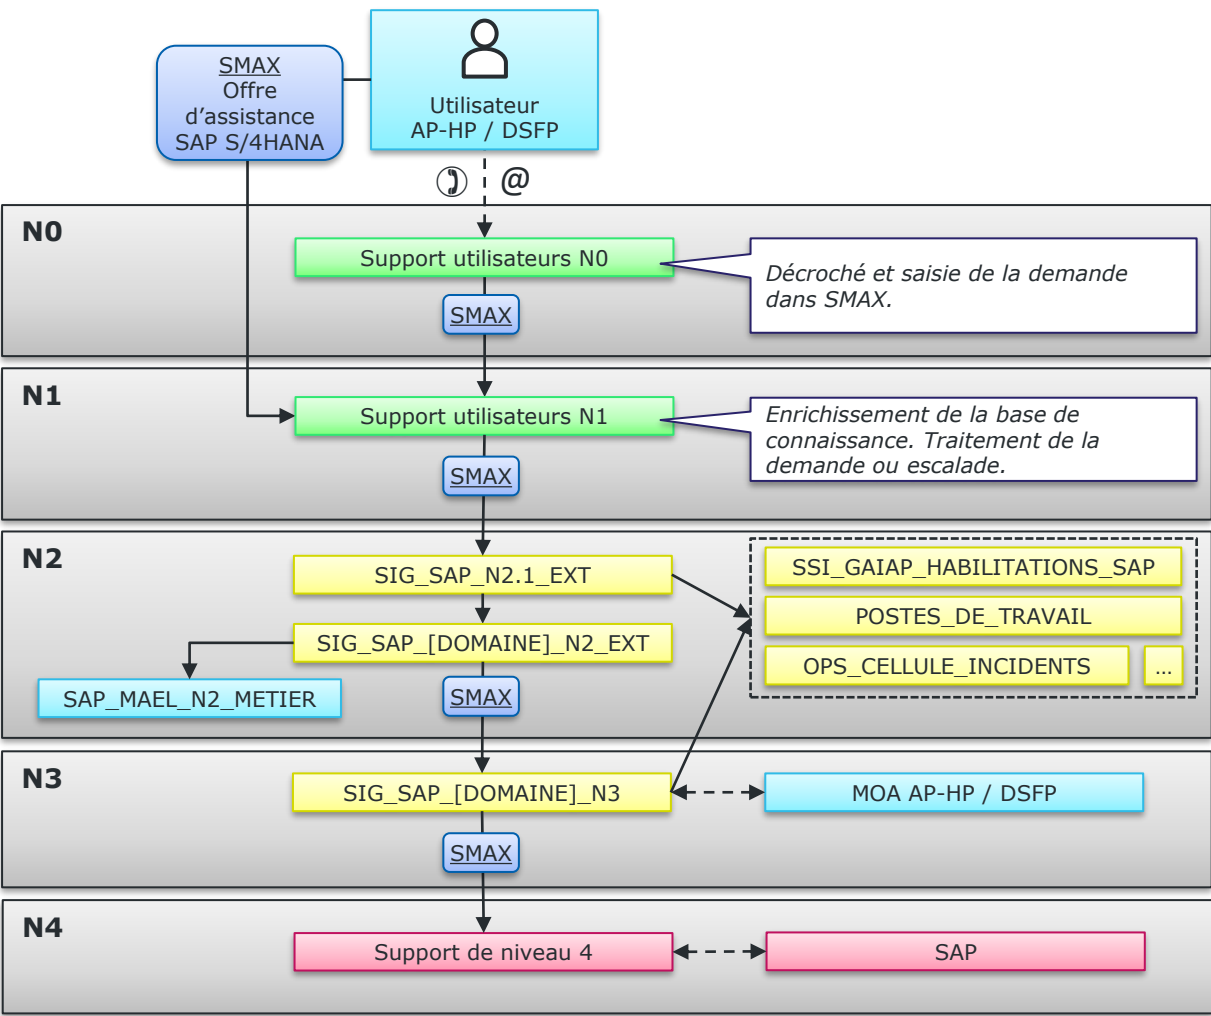 SMAX
Offre
d'assistance
SAP S/4HANA
Utilisateur
AP-HP / DSFP
@
N0
Support utilisateurs N0
Décroché et saisie de la demande
dans SMAX.
SMAX
N1
Support utilisateurs N1
Enrichissement de la base de
connaissance. Traitement de la
demande ou escalade.
SMAX
N2
SIG_SAP_N2.1_EXT
SSI_GAIAP_HABILITATIONS_SAP
POSTES_DE_TRAVAIL
SIG_SAP_[DOMAINE]_N2_EXT
OPS_CELLULE_INCIDENTS
...
SAP_MAEL_N2_METIER
SMAX
N3
SIG_SAP_[DOMAINE]_N3
MOA AP-HP / DSFP
SMAX
N4
Support de niveau 4
SAP